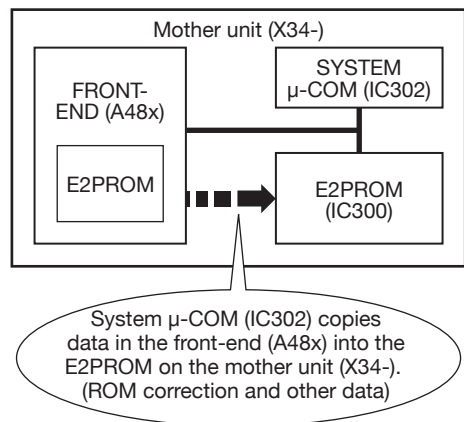 Mother unit (X34-)
FRONT-
END (A48x)
E2PROM
SYSTEM
µ-COM (IC302)
E2PROM
(IC300)
System µ-COM (IC302) copies
data in the front-end (A48x) into the
E2PROM on the mother unit (X34-).
(ROM correction and other data)